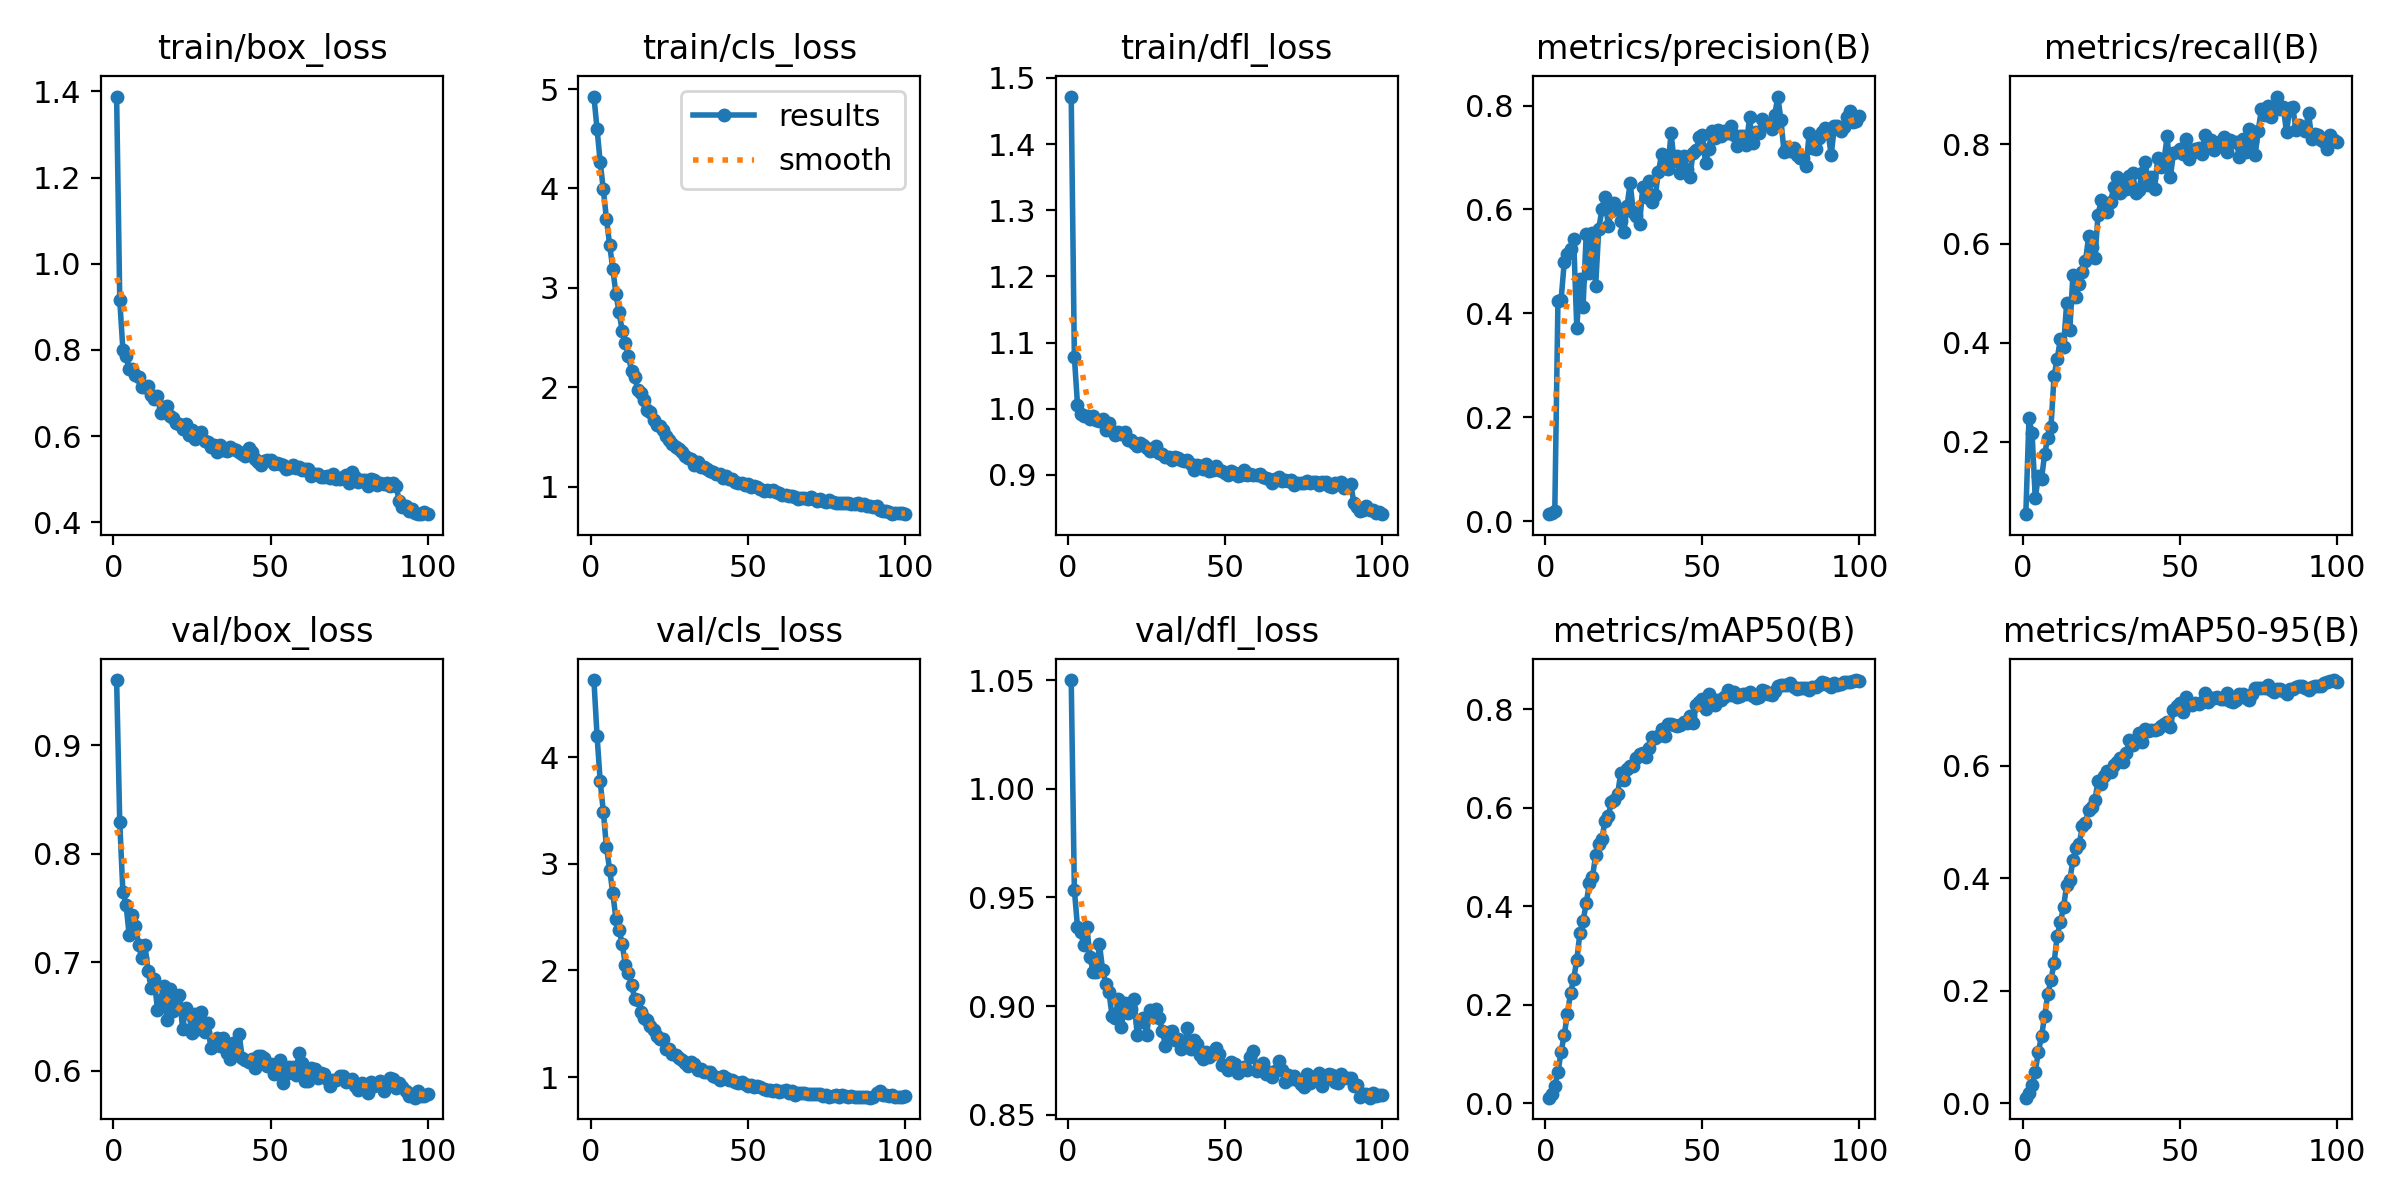 train/box_loss
1.4
1.2
1.0
0.8
0.6
0.4
0 50 100
train/cls_loss
results
smooth
5
4
3
2
1
0 50 100
train/dfl_loss
1.5
1.4
1.3
1.2
1.1
1.0
0.9
0 50 100
metrics/precision(B)
0.8
0.6
0.4
0.2
0.0
0 50 100
metrics/recall(B)
0.8
0.6
0.4
0.2
0 50 100
val/box_loss
0.9
0.8
0.7
0.6
0 50 100
val/cls_loss
4
3
2
1
0 50 100
val/dfl_loss
1.05
1.00
0.95
0.90
0.85
0 50 100
metrics/mAP50(B)
0.8
0.6
0.4
0.2
0.0
0 50 100
metrics/mAP50-95(B)
0.6
0.4
0.2
0.0
0 50 100